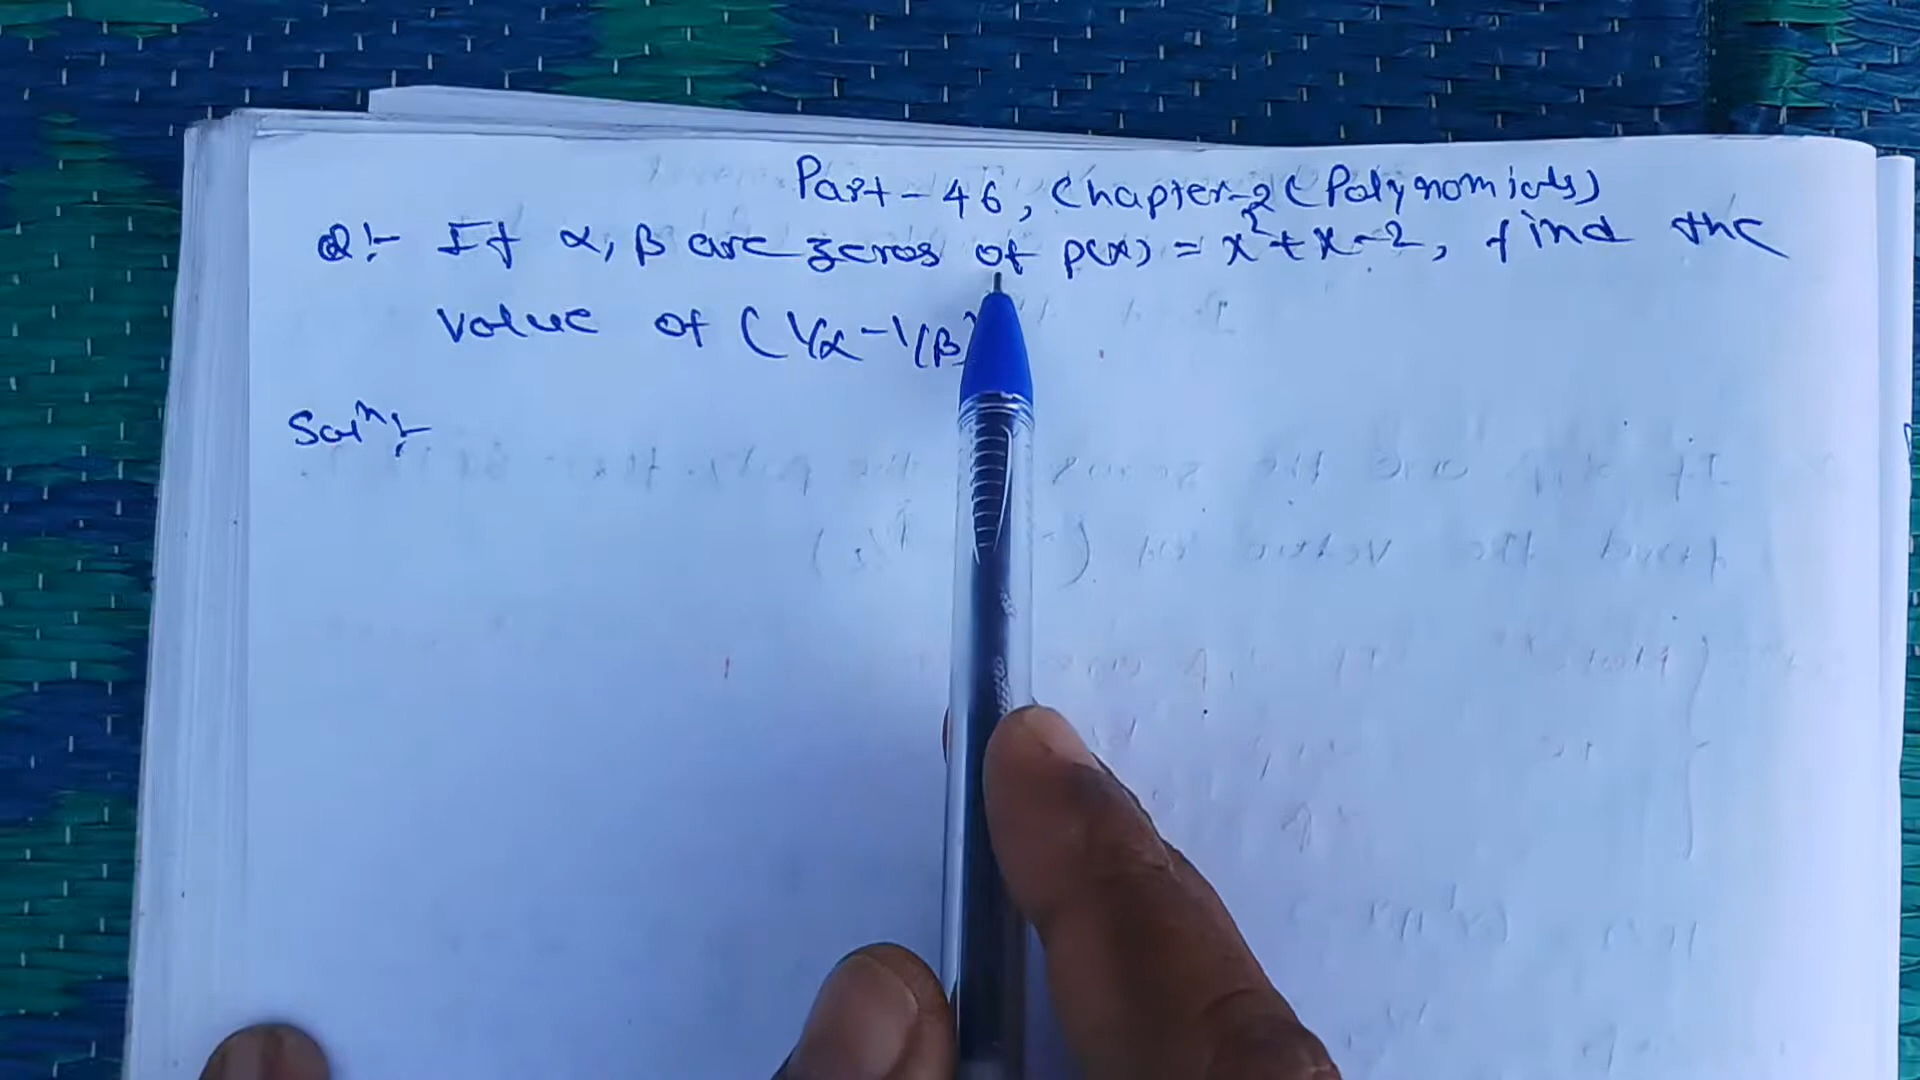 Part - 46, Chapter-2 (Polynomials)
Q:- If α, β are zeros of p(x) = x² + x - 2, find the
value of (1/α - 1/β)
Solⁿ:-